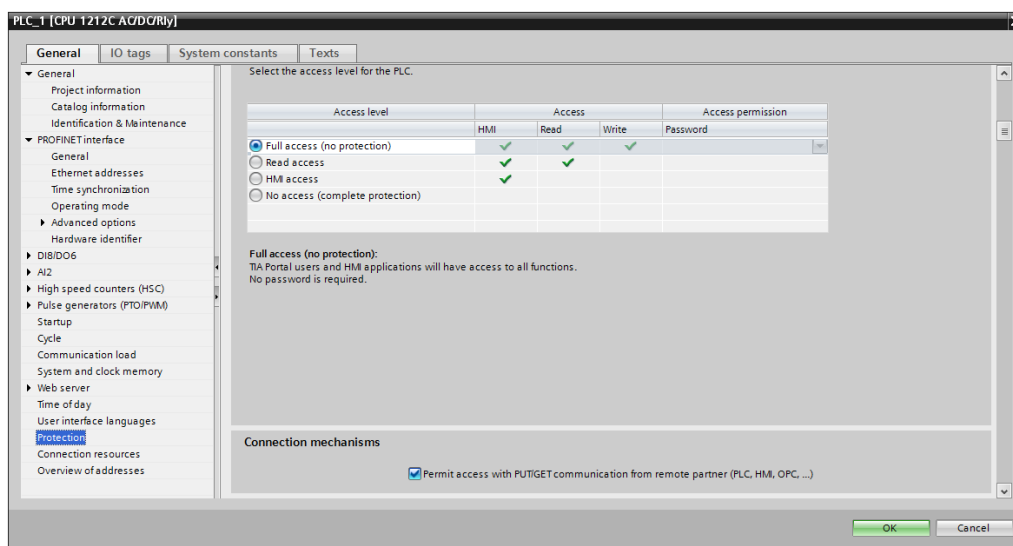 PLC_1 [CPU 1212C AC/DC/Rly]
General IO tags System constants Texts
General
Project information
Catalog information
Identification & Maintenance
PROFINET interface
General
Ethernet addresses
Time synchronization
Operating mode
Advanced options
Hardware identifier
DI8/DO6
AI2
High speed counters (HSC)
Pulse generators (PTO/PWM)
Startup
Cycle
Communication load
System and clock memory
Web server
Time of day
User interface languages
Protection
Connection resources
Overview of addresses
Select the access level for the PLC.
Access level Access Access permission
HMI Read Write Password
Full access (no protection)
Read access
HMI access
No access (complete protection)
Full access (no protection):
TIA Portal users and HMI applications will have access to all functions.
No password is required.
Connection mechanisms
Permit access with PUT/GET communication from remote partner (PLC, HMI, OPC, ...)
OK Cancel